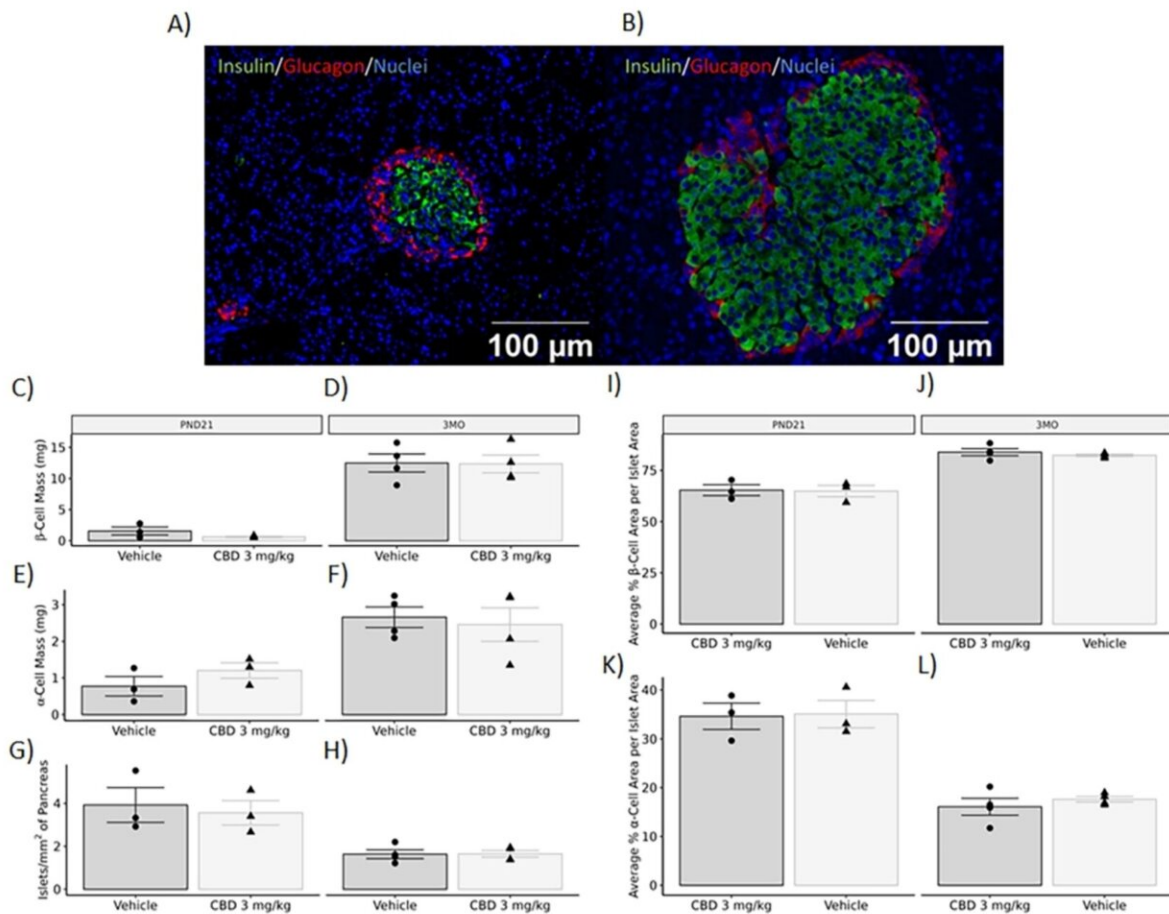 A)
B)
Insulin/Glucagon/Nuclei
Insulin/Glucagon/Nuclei
100 µm
100 µm
C)
D)
I)
J)
PND21
3MO
PND21
3MO
β-Cell Mass (mg)
15
10
5
0
Vehicle
CBD 3 mg/kg
Vehicle
CBD 3 mg/kg
Average % β-Cell Area per Islet Area
75
50
25
0
CBD 3 mg/kg
Vehicle
CBD 3 mg/kg
Vehicle
E)
F)
α-Cell Mass (mg)
3
2
1
0
Vehicle
CBD 3 mg/kg
Vehicle
CBD 3 mg/kg
K)
L)
Average % α-Cell Area per Islet Area
40
30
20
10
0
CBD 3 mg/kg
Vehicle
CBD 3 mg/kg
Vehicle
G)
H)
Islets/mm² of Pancreas
4
2
0
Vehicle
CBD 3 mg/kg
Vehicle
CBD 3 mg/kg